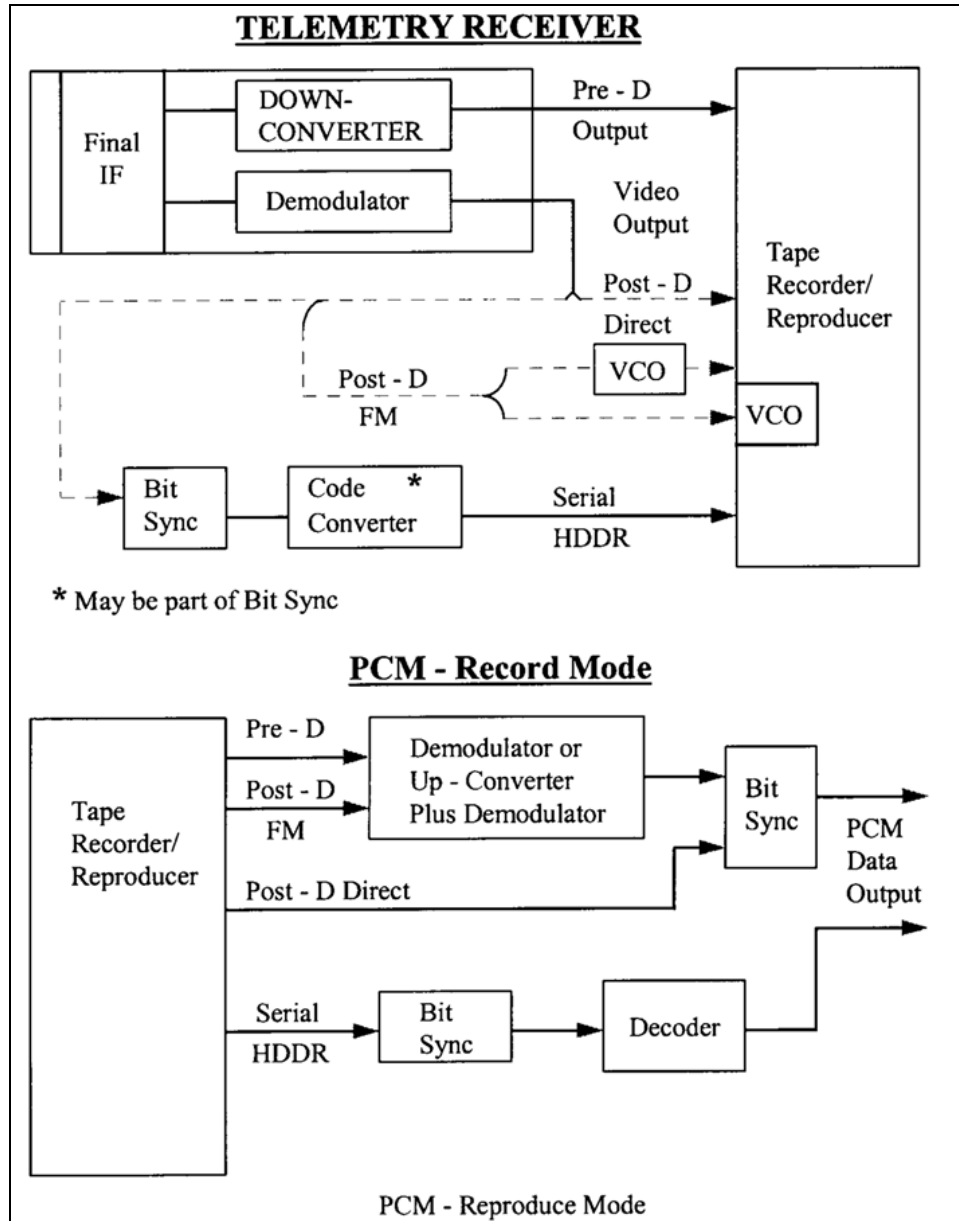 TELEMETRY RECEIVER
Final
IF
DOWN-
CONVERTER
Demodulator
Pre - D
Output
Video
Output
Post - D
Direct
Tape
Recorder/
Reproducer
Post - D
FM
VCO
VCO
Bit
Sync
Code *
Converter
Serial
HDDR
* May be part of Bit Sync
PCM - Record Mode
Tape
Recorder/
Reproducer
Pre - D
Post - D
FM
Demodulator or
Up - Converter
Plus Demodulator
Bit
Sync
PCM
Data
Output
Post - D Direct
Serial
HDDR
Bit
Sync
Decoder
PCM - Reproduce Mode